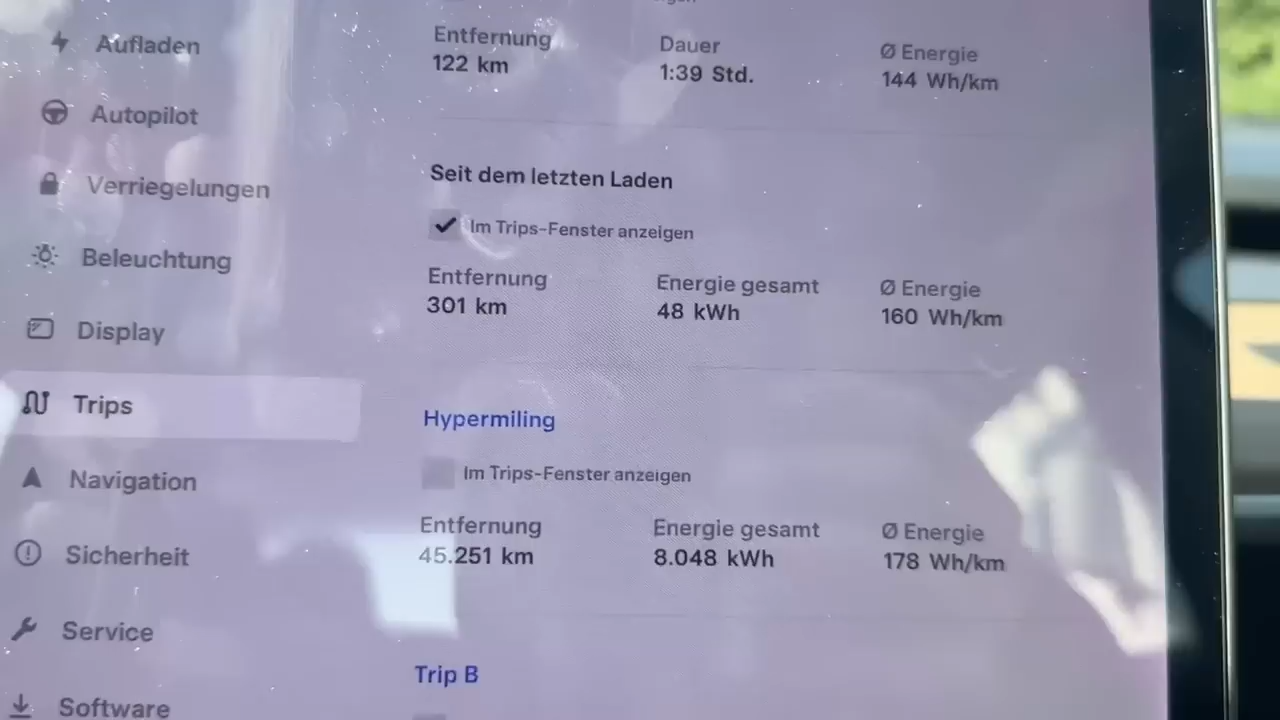 Aufladen
Autopilot
Verriegelungen
Beleuchtung
Display
Trips
Navigation
Sicherheit
Service
Software
Entfernung Dauer Ø Energie
122 km 1:39 Std. 144 Wh/km
Seit dem letzten Laden
Im Trips-Fenster anzeigen
Entfernung Energie gesamt Ø Energie
301 km 48 kWh 160 Wh/km
Hypermiling
Im Trips-Fenster anzeigen
Entfernung Energie gesamt Ø Energie
45.251 km 8.048 kWh 178 Wh/km
Trip B